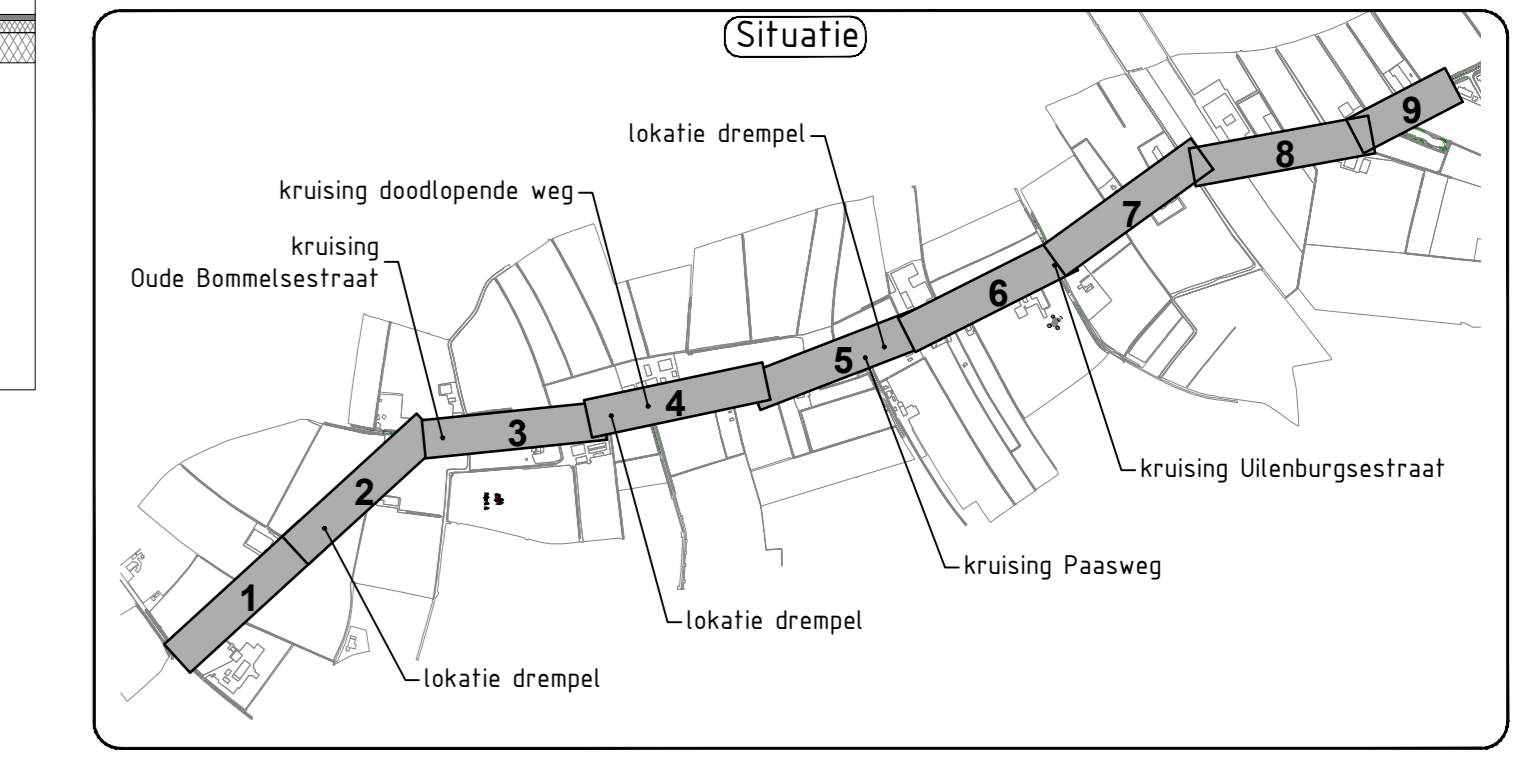 Situatie
lokatie drempel
kruising doodlopende weg
kruising
Oude Bommelsestraat
9
8
7
6
5
4
3
2
1
kruising Uilenburgsestraat
kruising Paasweg
lokatie drempel
lokatie drempel